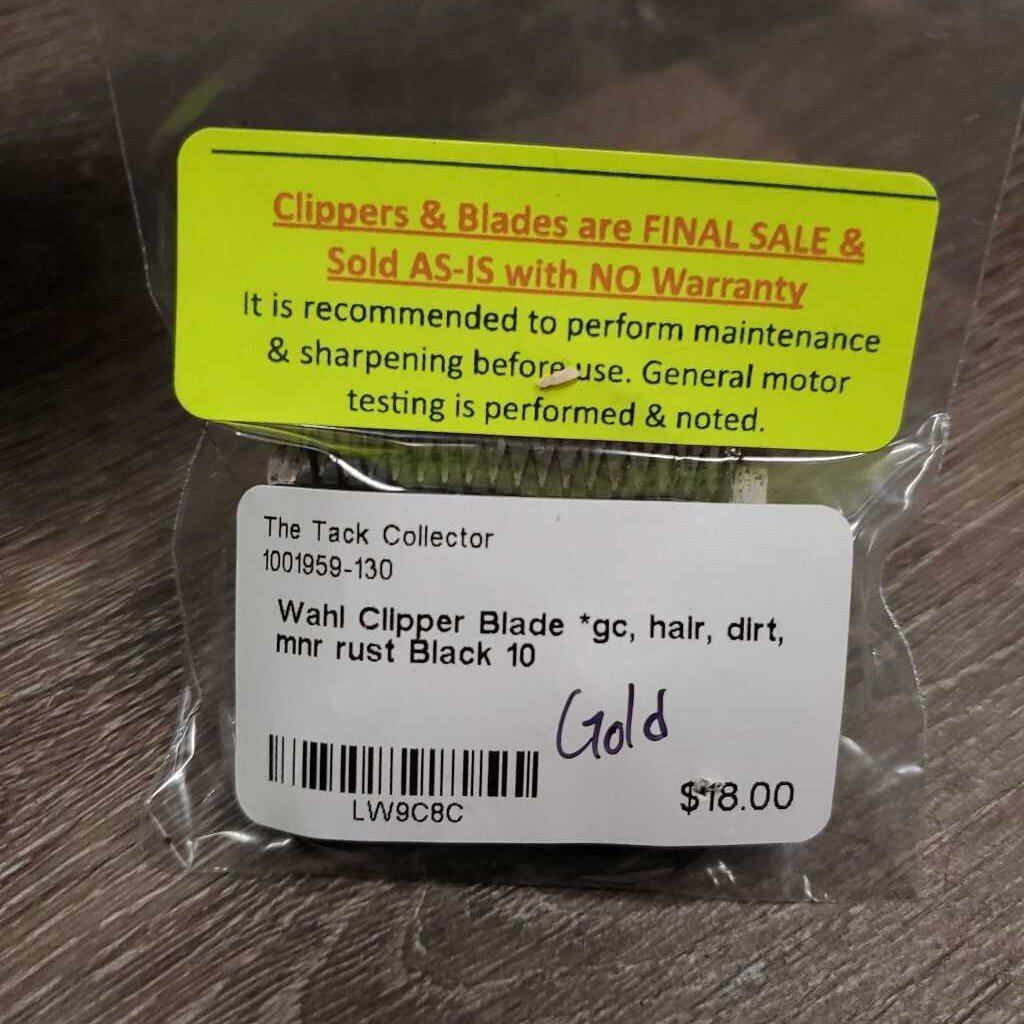 Clippers & Blades are FINAL SALE &
Sold AS-IS with NO Warranty
It is recommended to perform maintenance
& sharpening before use. General motor
testing is performed & noted.
The Tack Collector
1001959-130
Wahl Clipper Blade *gc, hair, dirt,
mnr rust Black 10
Gold
LW9C8C
$18.00